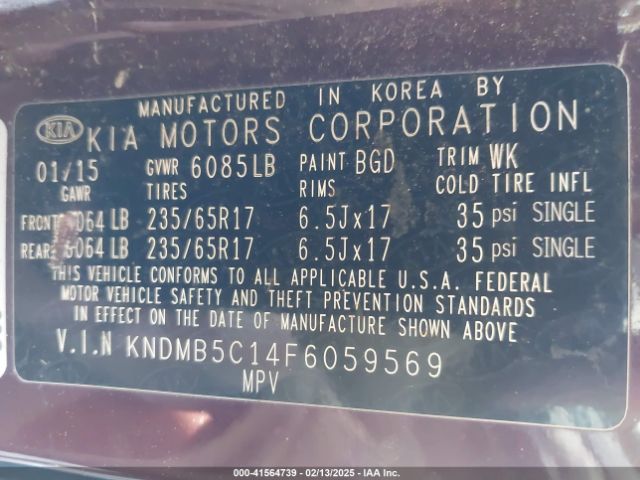 MANUFACTURED IN KOREA BY
KIA KIA MOTORS CORPORATION
01/15 GVWR 6085LB PAINT BGD TRIM WK
GAWR TIRES RIMS COLD TIRE INFL
FRONT LB 235/65R17 6.5Jx17 35 psi SINGLE
REAR LB 235/65R17 6.5Jx17 35 psi SINGLE
THIS VEHICLE CONFORMS TO ALL APPLICABLE U.S.A. FEDERAL
MOTOR VEHICLE SAFETY AND THEFT PREVENTION STANDARDS
IN EFFECT ON THE DATE OF MANUFACTURE SHOWN ABOVE
V.I.N KNDMB5C14F6059569
MPV
000-41564739 - 02/13/2025 - IAA Inc.